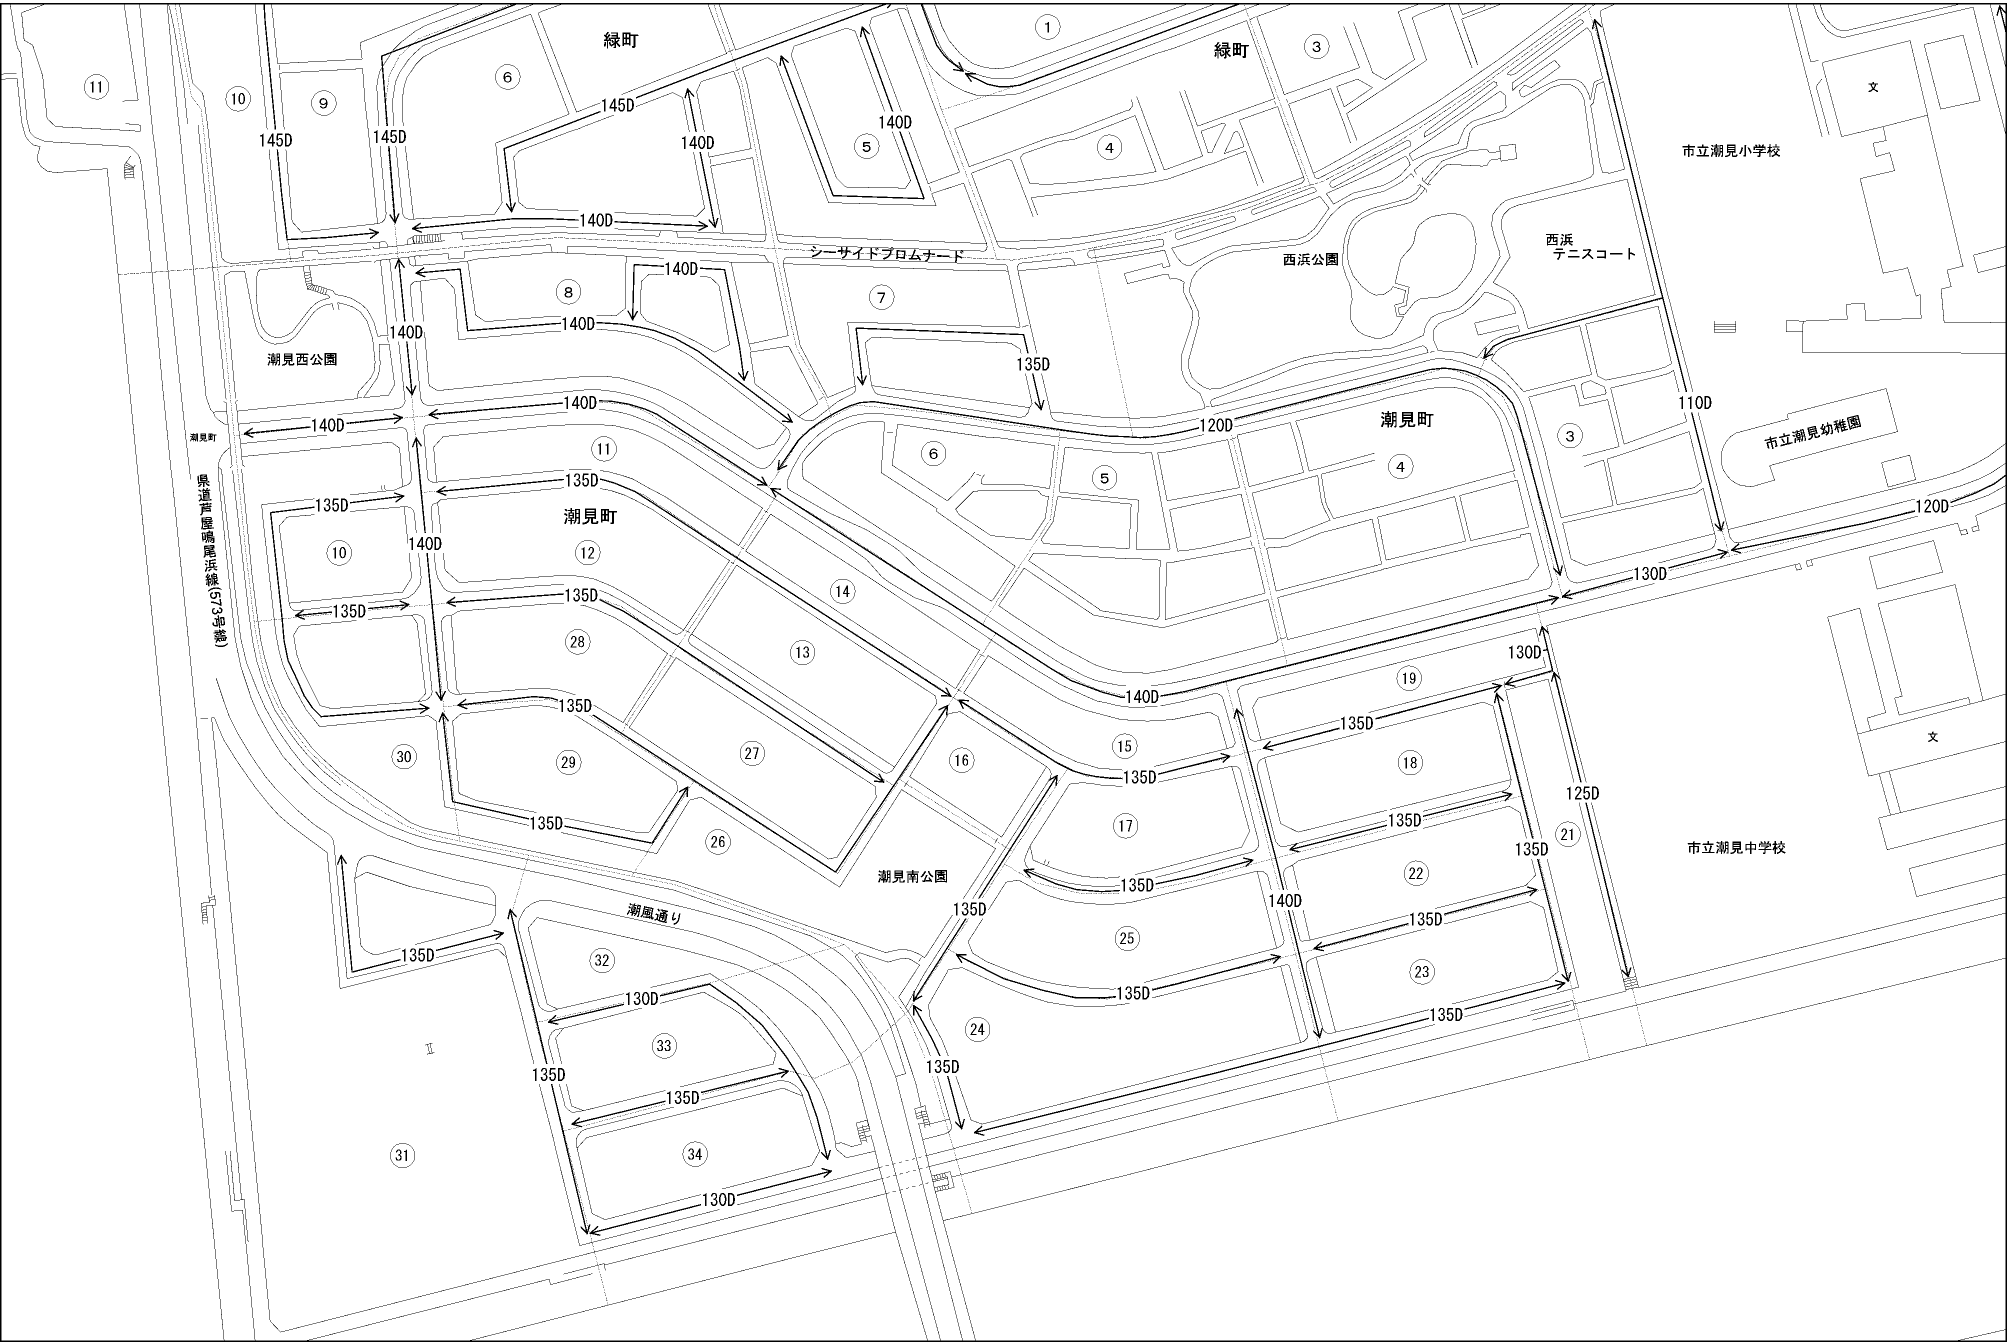 緑町
①
緑町
③
⑥
⑪
⑩
⑨
145D
140D
文
145D
145D
140D
⑤
④
市立潮見小学校
140D
シーサイドプロムナード
西浜公園
西浜
テニスコート
140D
⑧
⑦
140D
140D
潮見西公園
135D
140D
140D
120D
潮見町
110D
潮見町
③
市立潮見幼稚園
⑪
⑥
⑤
④
県道芦屋鳴尾浜線(573号線)
135D
135D
120D
潮見町
140D
⑩
⑫
130D
135D
135D
⑭
㉘
⑬
130D
⑲
140D
135D
135D
⑮
文
㉚
㉙
㉗
⑯
135D
⑱
125D
135D
⑰
135D
㉑
㉖
市立潮見中学校
135D
潮見南公園
135D
㉒
140D
135D
潮風通り
135D
㉕
135D
㉜
㉓
130D
135D
135D
㉔
㉝
135D
135D
135D
㉛
㉞
130D